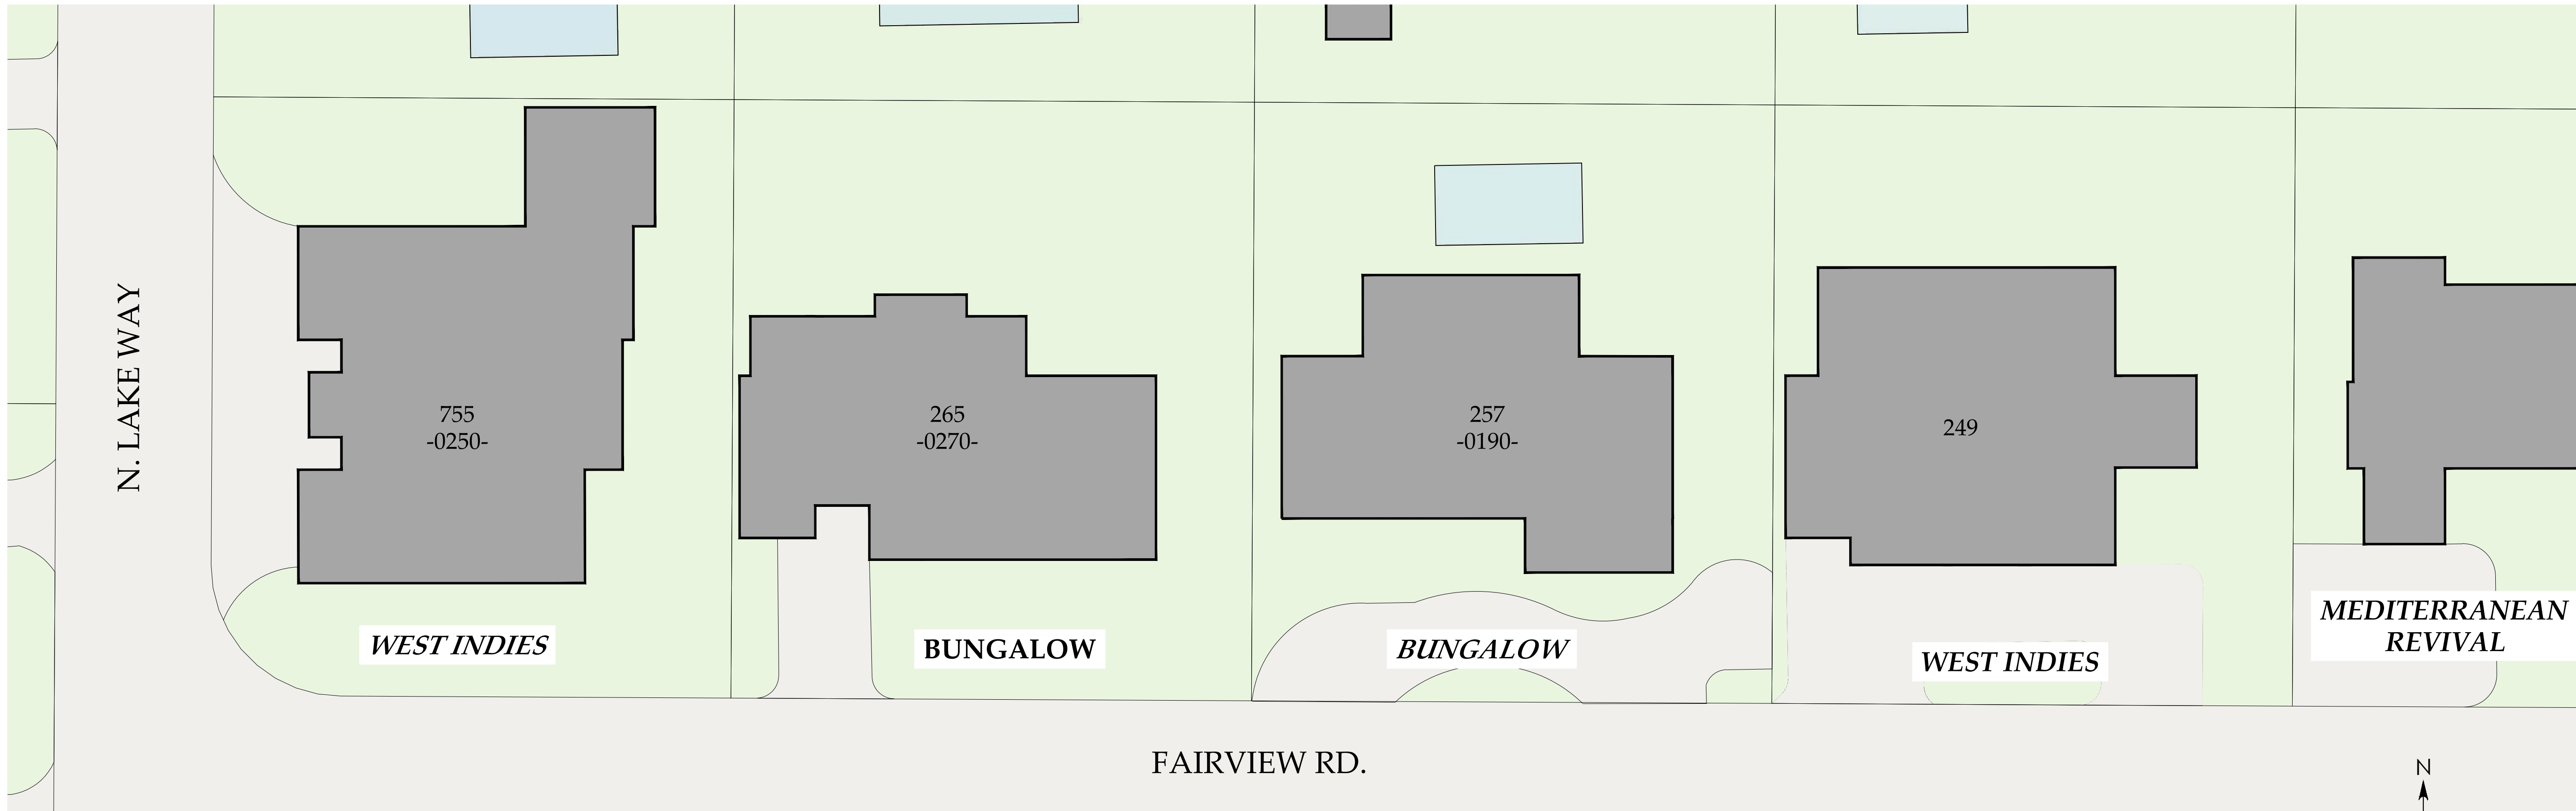 N. LAKE WAY
755
-0250-
WEST INDIES
265
-0270-
BUNGALOW
257
-0190-
BUNGALOW
249
WEST INDIES
MEDITERRANEAN
REVIVAL
FAIRVIEW RD.
N